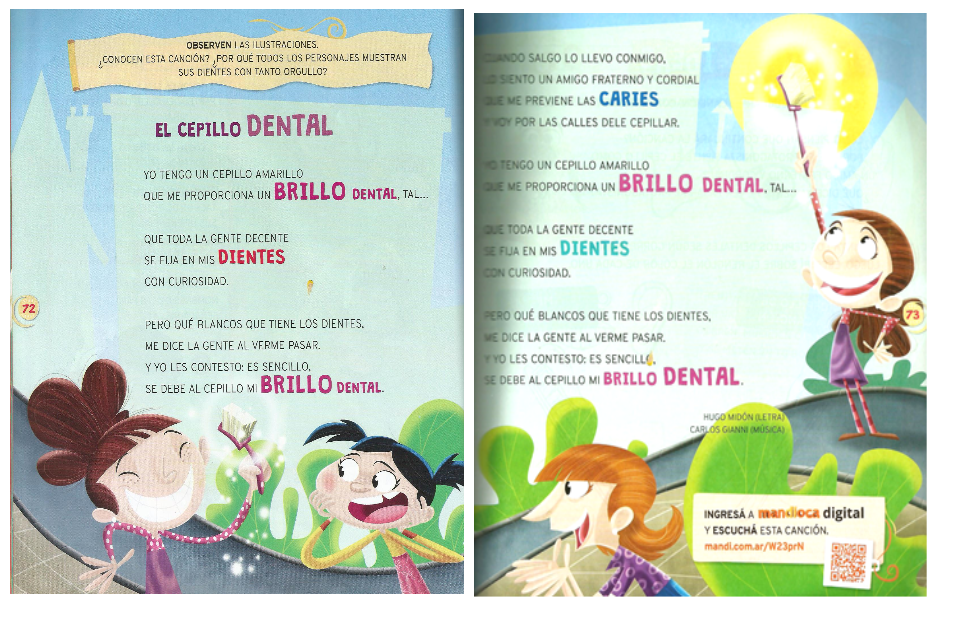 OBSERVEN LAS ILUSTRACIONES.
¿CONOCEN ESTA CANCIÓN? ¿POR QUÉ TODOS LOS PERSONAJES MUESTRAN
SUS DIENTES CON TANTO ORGULLO?
EL CEPILLO DENTAL
YO TENGO UN CEPILLO AMARILLO
QUE ME PROPORCIONA UN BRILLO DENTAL, TAL...
QUE TODA LA GENTE DECENTE
SE FIJA EN MIS DIENTES
CON CURIOSIDAD.
PERO QUÉ BLANCOS QUE TIENE LOS DIENTES,
ME DICE LA GENTE AL VERME PASAR.
Y YO LES CONTESTO: ES SENCILLO,
SE DEBE AL CEPILLO MI BRILLO DENTAL.
72
CUANDO SALGO LO LLEVO CONMIGO,
LO SIENTO UN AMIGO FRATERNO Y CORDIAL
QUE ME PREVIENE LAS CARIES
Y VOY POR LAS CALLES DELE CEPILLAR.
YO TENGO UN CEPILLO AMARILLO
QUE ME PROPORCIONA UN BRILLO DENTAL, TAL...
QUE TODA LA GENTE DECENTE
SE FIJA EN MIS DIENTES
CON CURIOSIDAD.
PERO QUÉ BLANCOS QUE TIENE LOS DIENTES,
ME DICE LA GENTE AL VERME PASAR.
Y YO LES CONTESTO: ES SENCILLO,
SE DEBE AL CEPILLO MI BRILLO DENTAL.
HUGO MIDÓN (LETRA)
CARLOS GIANNI (MÚSICA)
73
INGRESÁ A mandioca digital
Y ESCUCHÁ ESTA CANCIÓN.
mandi.com.ar/W23prN